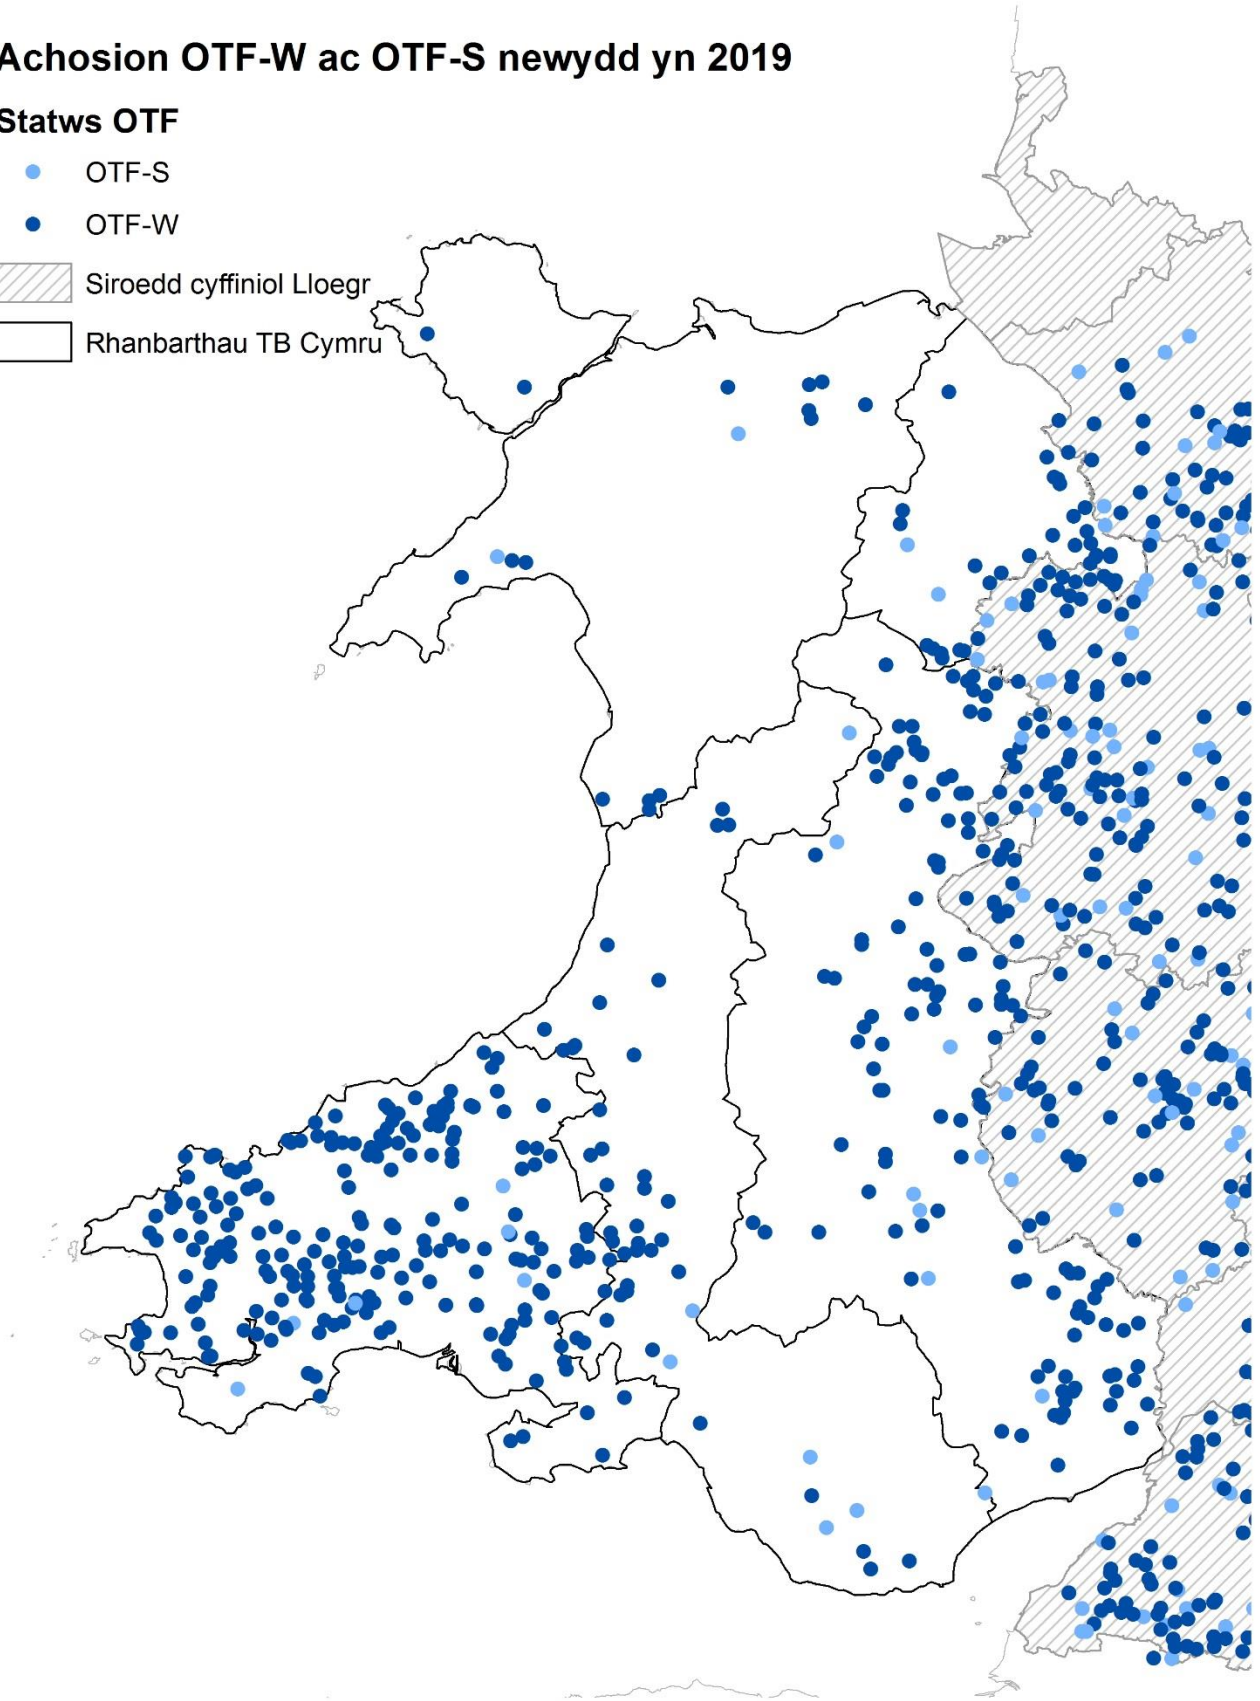 Achosion OTF-W ac OTF-S newydd yn 2019
Statws OTF
OTF-S
OTF-W
Siroedd cyffiniol Lloegr
Rhanbarthau TB Cymru